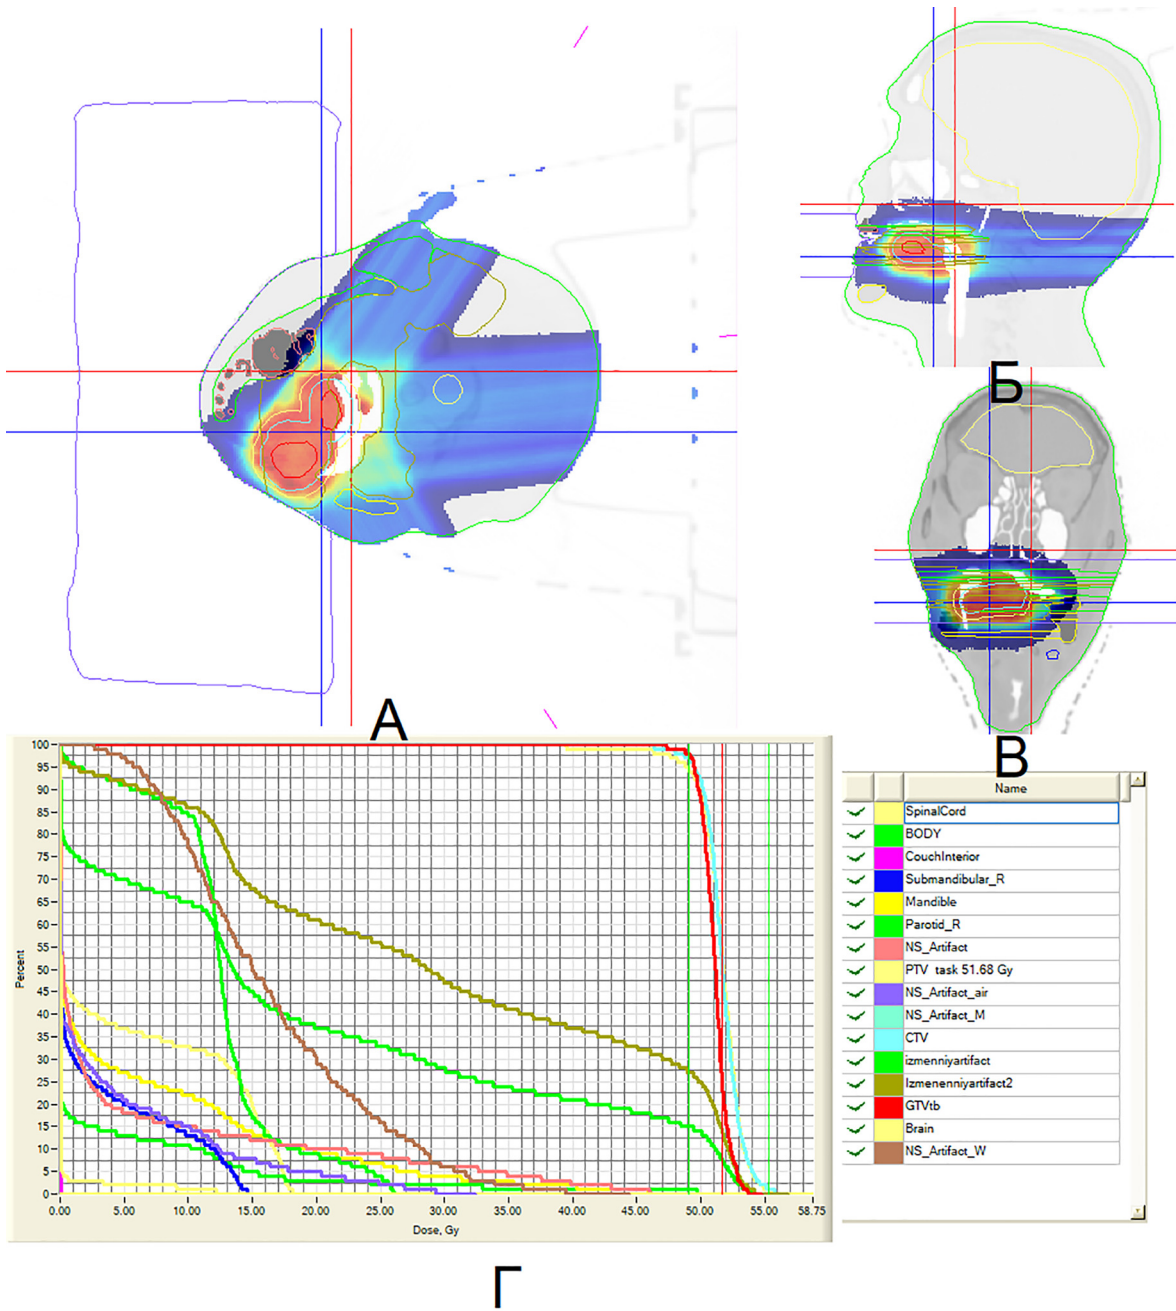 А
Б
В
100
95
90
85
80
75
70
65
60
55
50
45
40
35
30
25
20
15
10
5
0
Percent
0.00 5.00 10.00 15.00 20.00 25.00 30.00 35.00 40.00 45.00 50.00 55.00 58.75
Dose, Gy
Name
SpinalCord
BODY
CouchInterior
Submandibular_R
Mandible
Parotid_R
NS_Artifact
PTV task 51.68 Gy
NS_Artifact_air
NS_Artifact_M
CTV
izmenniyartifact
Izmenenniyartifact2
GTVtb
Brain
NS_Artifact_W
Г